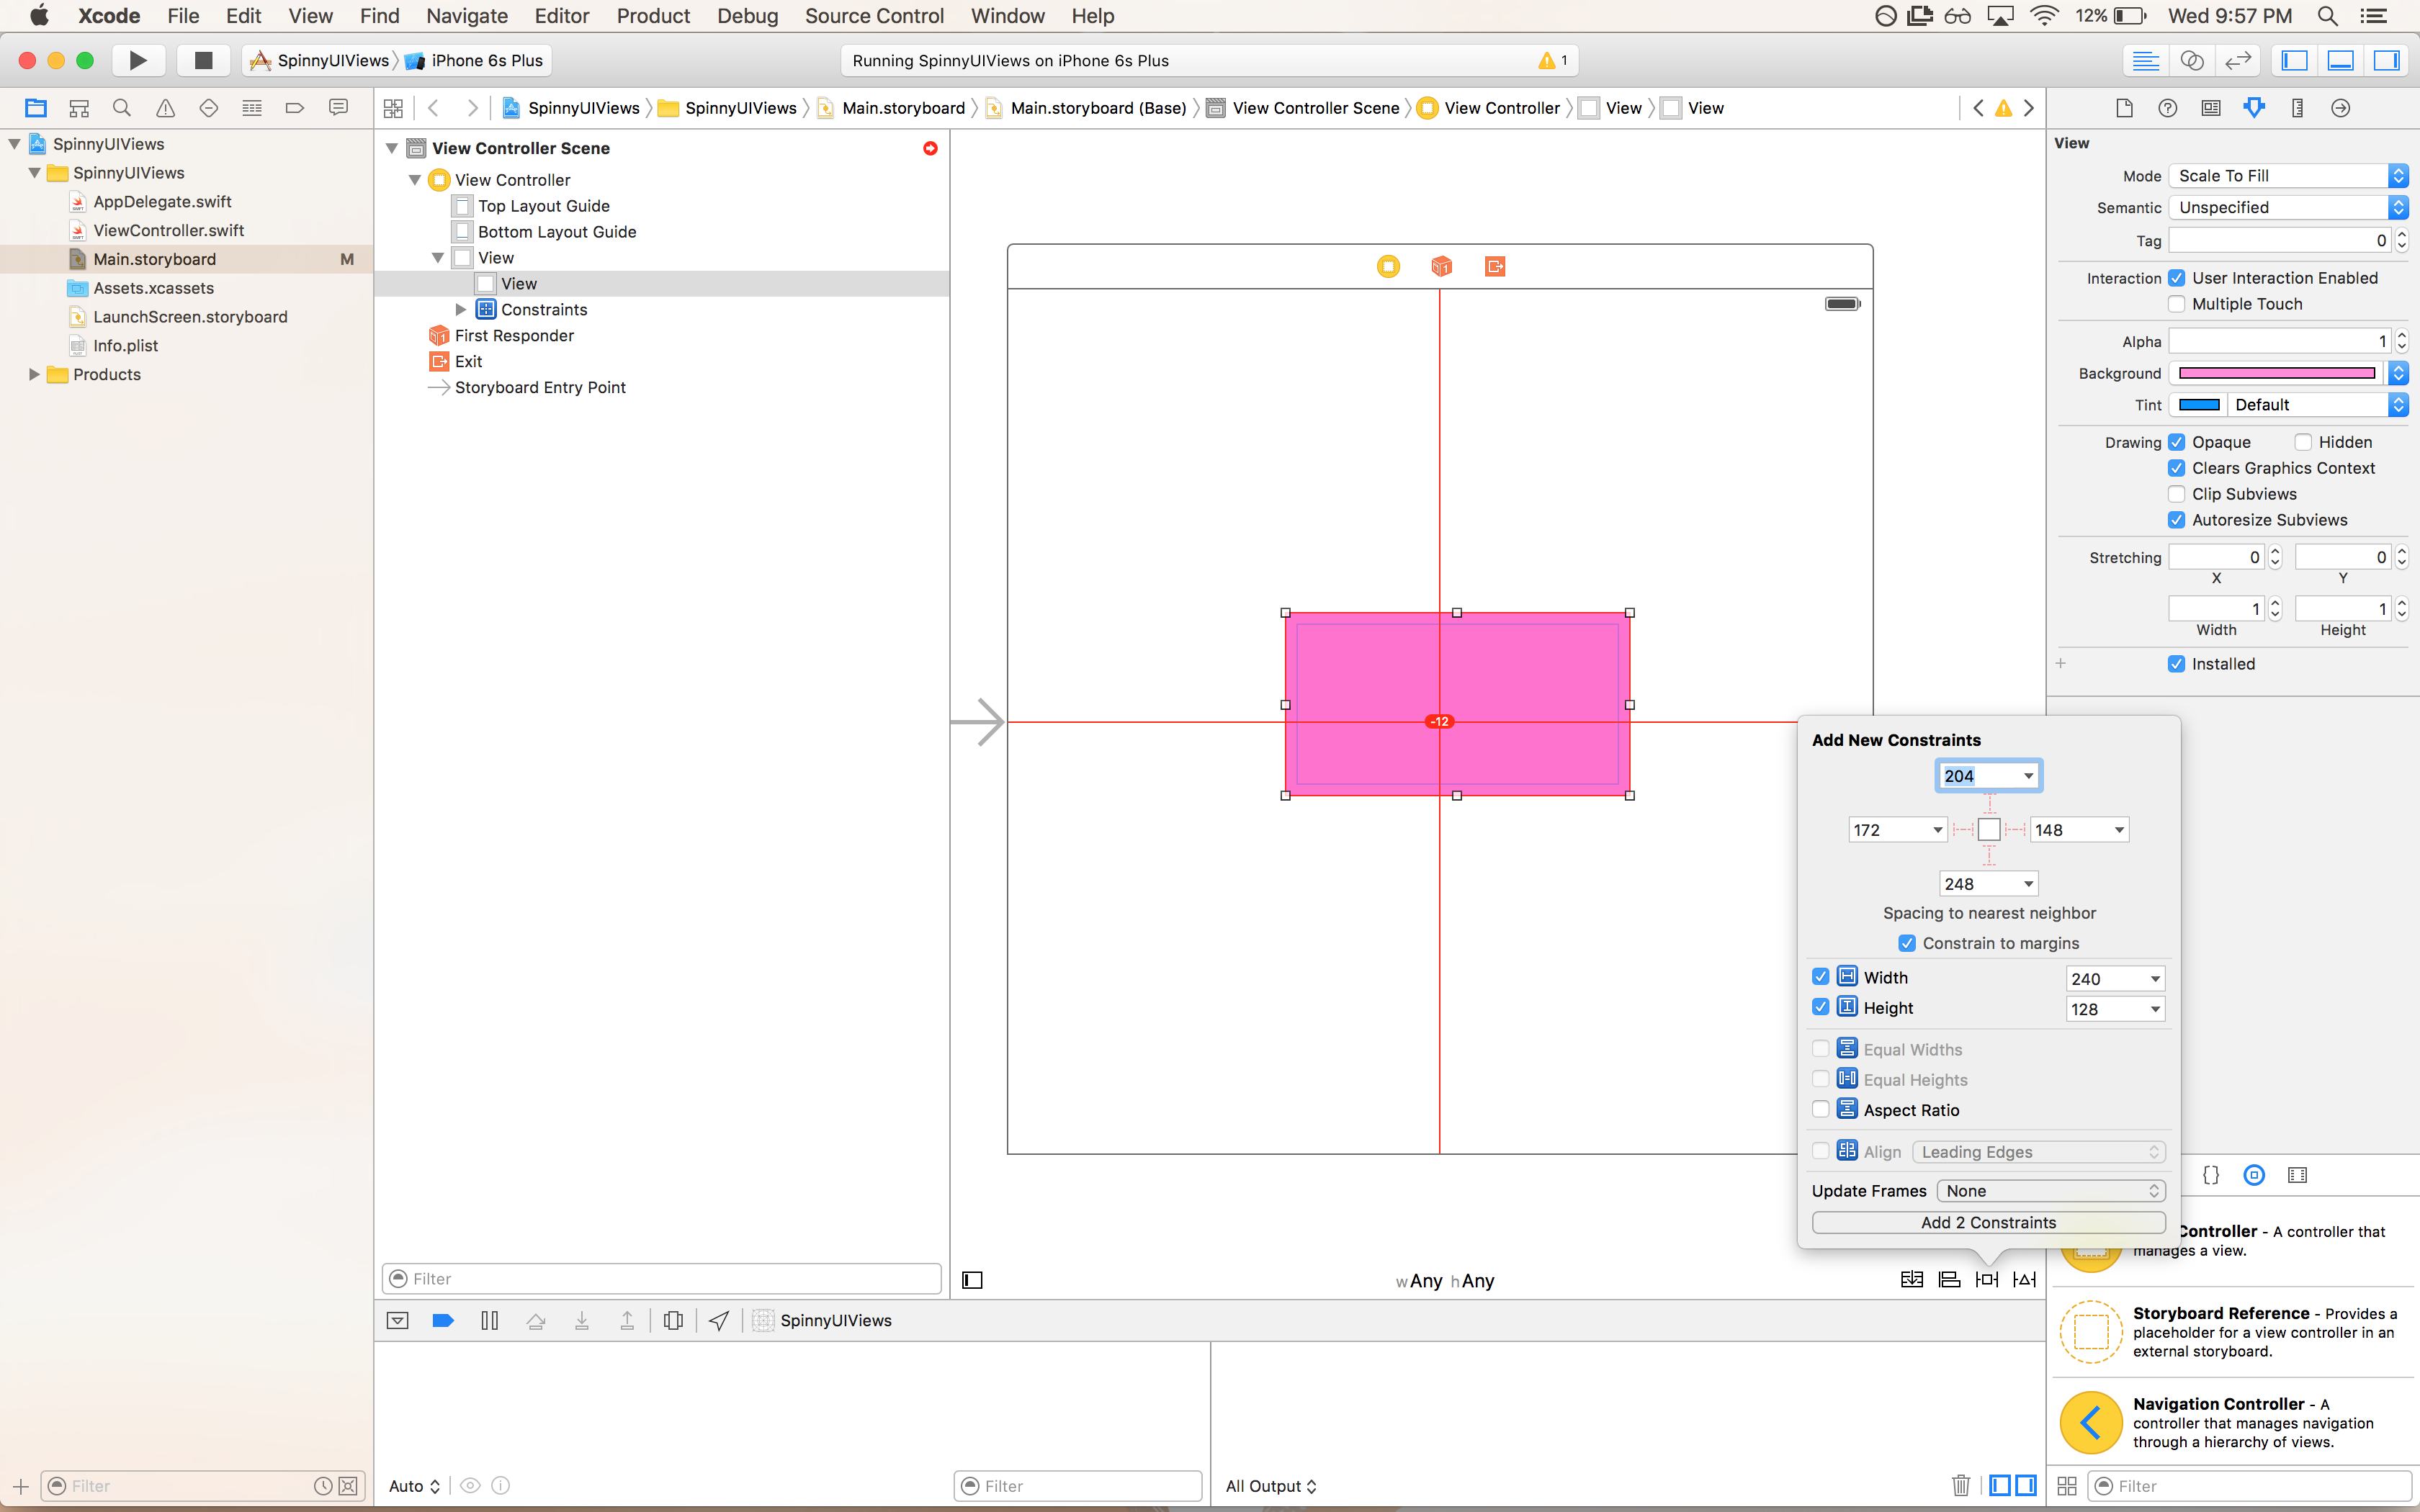 Xcode File Edit View Find Navigate Editor Product Debug Source Control Window Help 12% Wed 9:57 PM
SpinnyUIViews iPhone 6s Plus Running SpinnyUIViews on iPhone 6s Plus 1
SpinnyUIViews SpinnyUIViews Main.storyboard Main.storyboard (Base) View Controller Scene View Controller View View
SpinnyUIViews
SpinnyUIViews
AppDelegate.swift
ViewController.swift
Main.storyboard M
Assets.xcassets
LaunchScreen.storyboard
Info.plist
Products
Filter
View Controller Scene
View Controller
Top Layout Guide
Bottom Layout Guide
View
View
Constraints
First Responder
Exit
Storyboard Entry Point
Filter
-12
wAny hAny
Add New Constraints
204
172 148
248
Spacing to nearest neighbor
Constrain to margins
Width 240
Height 128
Equal Widths
Equal Heights
Aspect Ratio
Align Leading Edges
Update Frames None
Add 2 Constraints
View
Mode Scale To Fill
Semantic Unspecified
Tag 0
Interaction User Interaction Enabled
Multiple Touch
Alpha 1
Background
Tint Default
Drawing Opaque Hidden
Clears Graphics Context
Clip Subviews
Autoresize Subviews
Stretching 0 0
X Y
1 1
Width Height
Installed
{}
Controller - A controller that
manages a view.
Storyboard Reference - Provides a
placeholder for a view controller in an
external storyboard.
Navigation Controller - A
controller that manages navigation
through a hierarchy of views.
Filter
SpinnyUIViews
Auto Filter
All Output